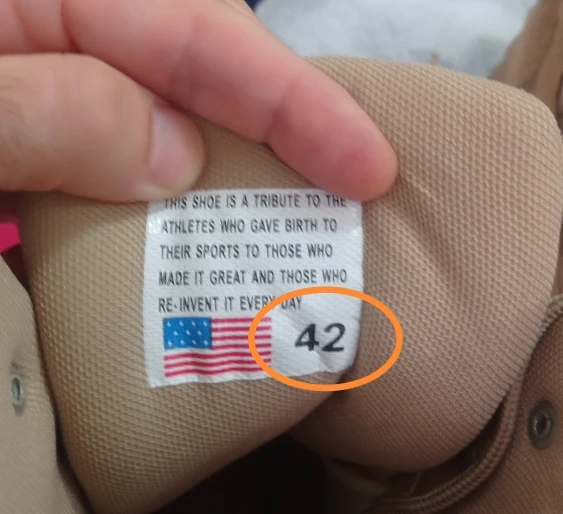 THIS SHOE IS A TRIBUTE TO THE
ATHLETES WHO GAVE BIRTH TO
THEIR SPORTS TO THOSE WHO
MADE IT GREAT AND THOSE WHO
RE-INVENT IT EVERY DAY
42